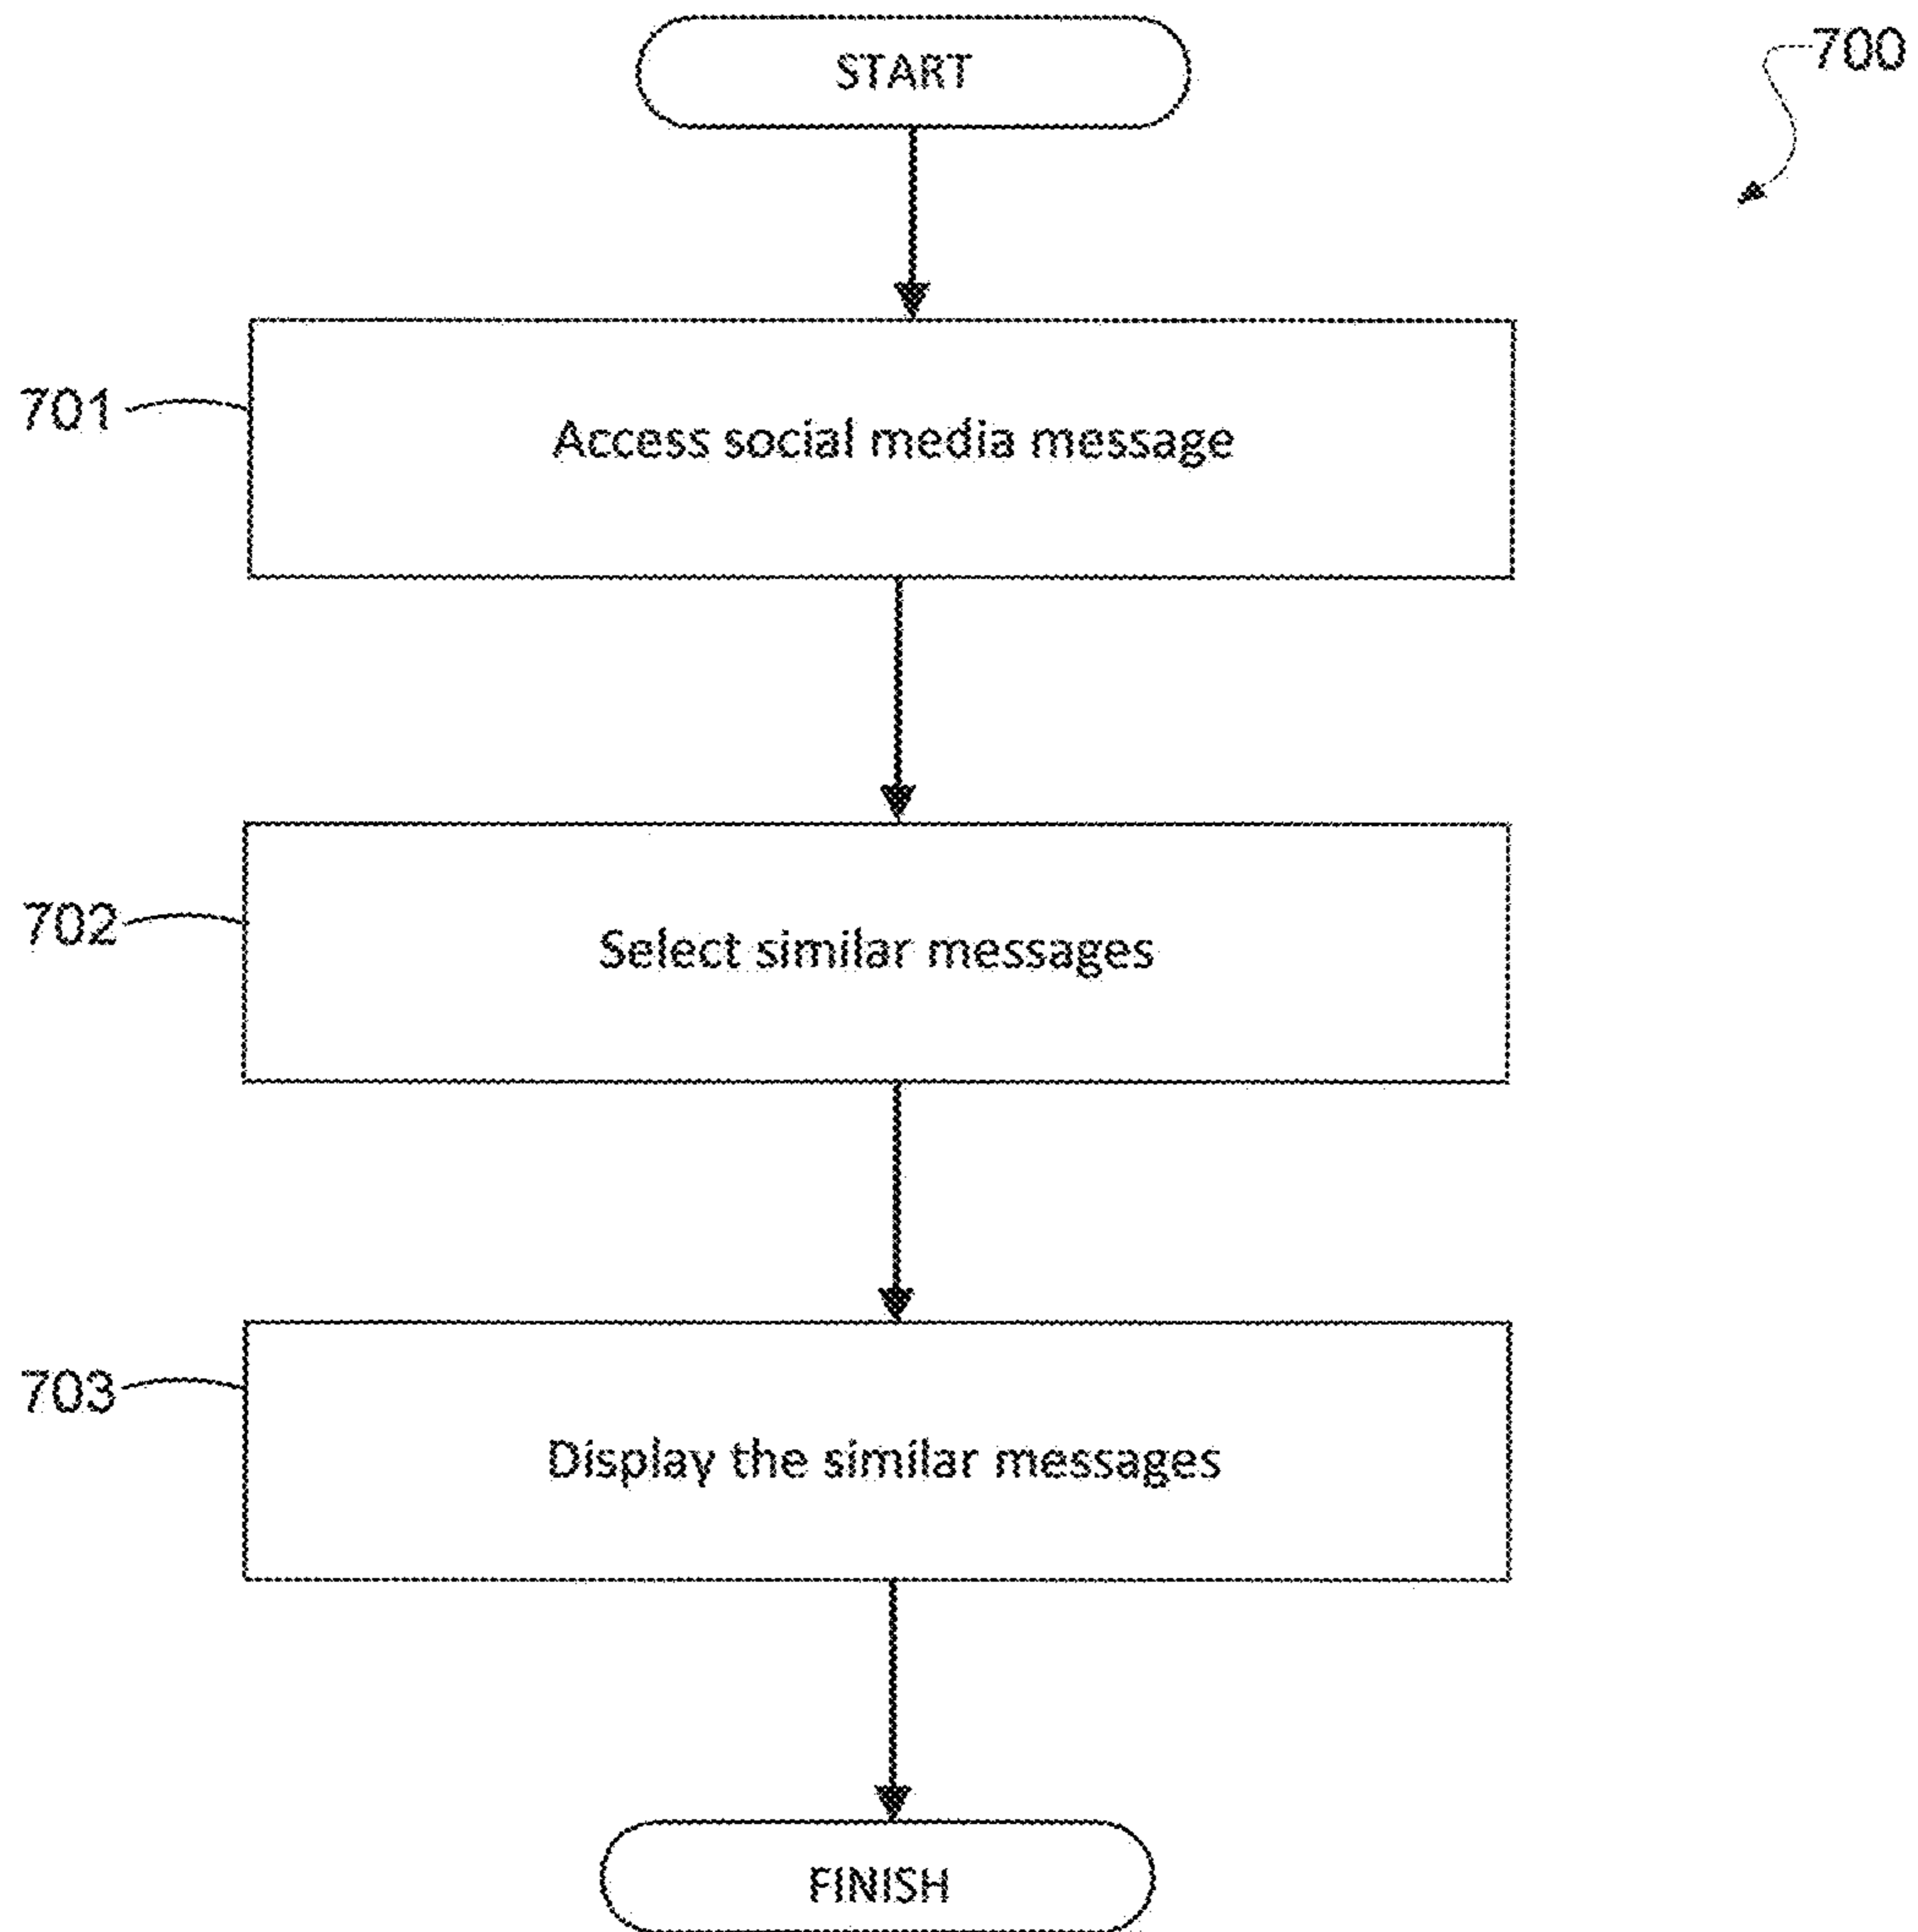 START
700
701
Access social media message
702
Select similar messages
703
Display the similar messages
FINISH